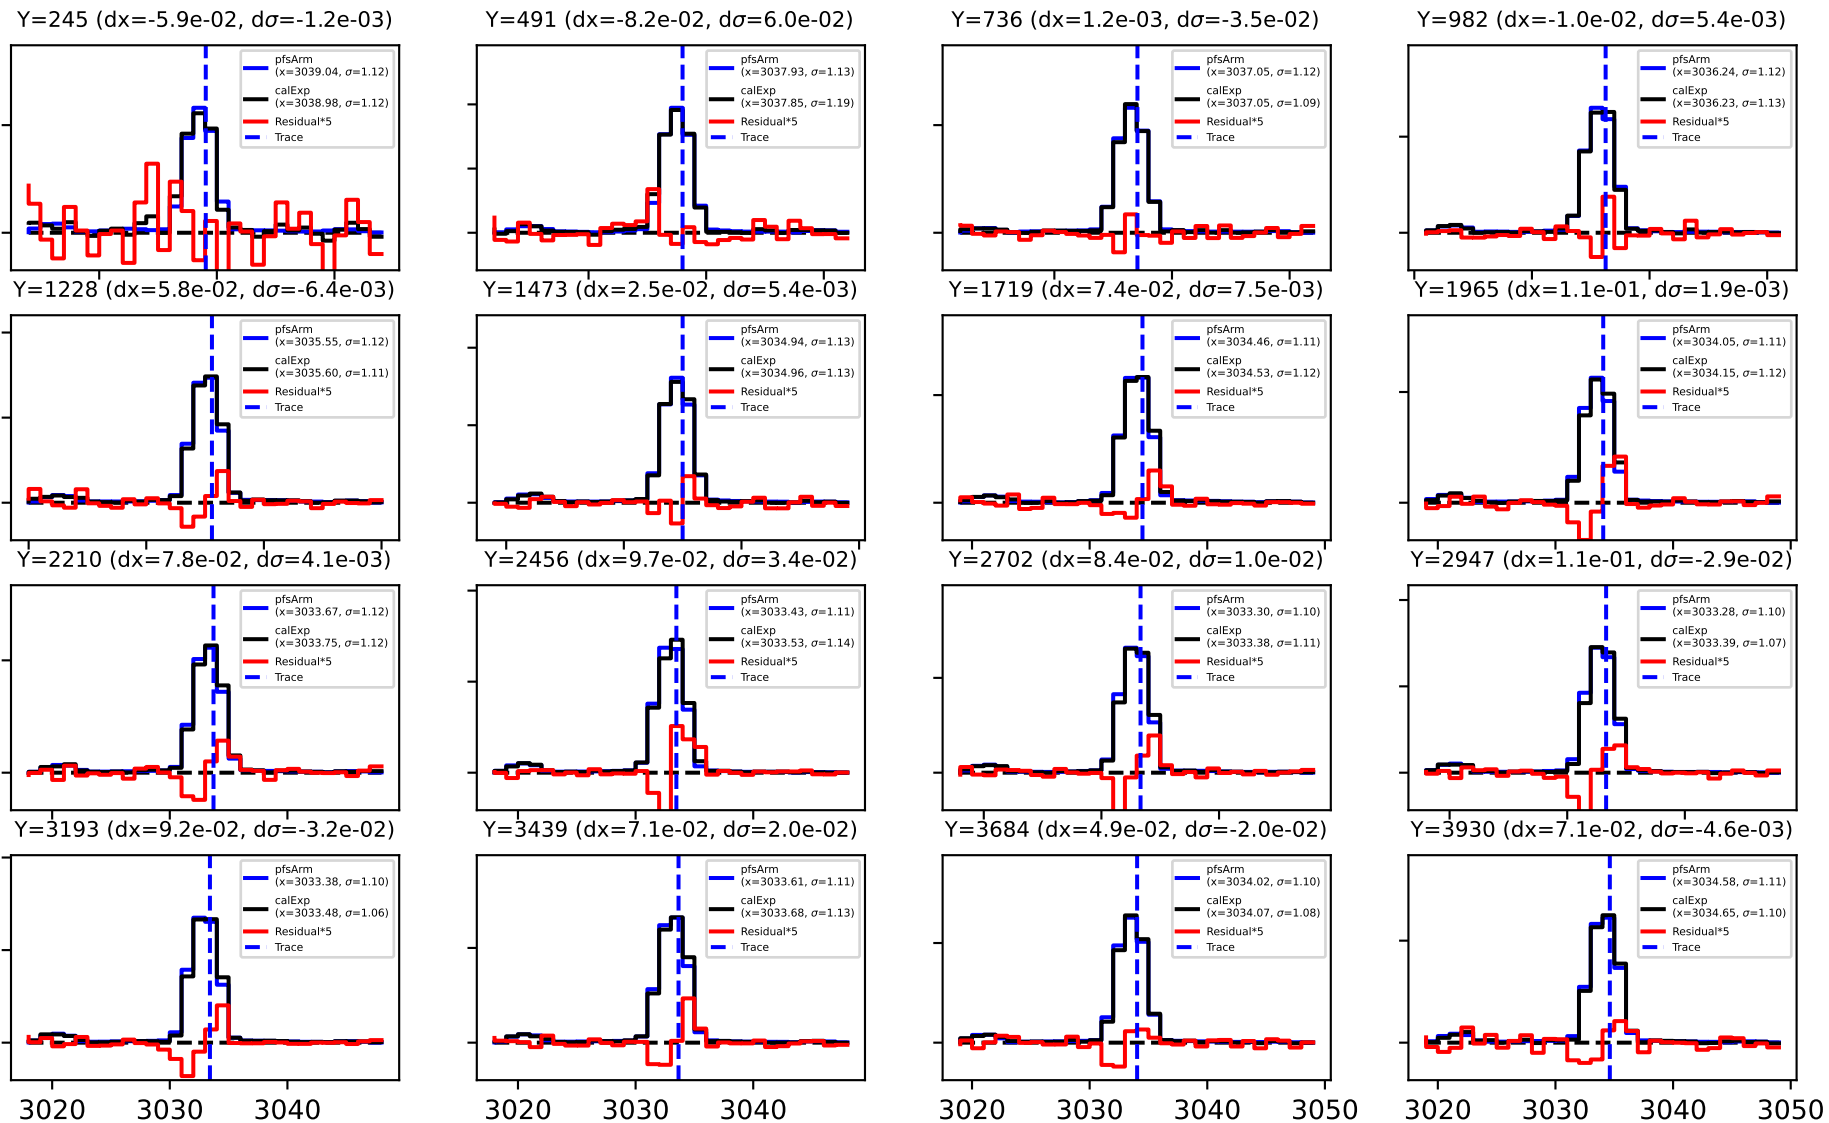 Y=245 (dx=-5.9e-02, dσ=-1.2e-03)
pfsArm
(x=3039.04, σ=1.12)
calExp
(x=3038.98, σ=1.12)
Residual*5
Trace
Y=491 (dx=-8.2e-02, dσ=6.0e-02)
pfsArm
(x=3037.93, σ=1.13)
calExp
(x=3037.85, σ=1.19)
Residual*5
Trace
Y=736 (dx=1.2e-03, dσ=-3.5e-02)
pfsArm
(x=3037.05, σ=1.12)
calExp
(x=3037.05, σ=1.09)
Residual*5
Trace
Y=982 (dx=-1.0e-02, dσ=5.4e-03)
pfsArm
(x=3036.24, σ=1.12)
calExp
(x=3036.23, σ=1.13)
Residual*5
Trace
Y=1228 (dx=5.8e-02, dσ=-6.4e-03)
pfsArm
(x=3035.55, σ=1.12)
calExp
(x=3035.60, σ=1.11)
Residual*5
Trace
Y=1473 (dx=2.5e-02, dσ=5.4e-03)
pfsArm
(x=3034.94, σ=1.13)
calExp
(x=3034.96, σ=1.13)
Residual*5
Trace
Y=1719 (dx=7.4e-02, dσ=7.5e-03)
pfsArm
(x=3034.46, σ=1.11)
calExp
(x=3034.53, σ=1.12)
Residual*5
Trace
Y=1965 (dx=1.1e-01, dσ=1.9e-03)
pfsArm
(x=3034.05, σ=1.11)
calExp
(x=3034.15, σ=1.12)
Residual*5
Trace
Y=2210 (dx=7.8e-02, dσ=4.1e-03)
pfsArm
(x=3033.67, σ=1.12)
calExp
(x=3033.75, σ=1.12)
Residual*5
Trace
Y=2456 (dx=9.7e-02, dσ=3.4e-02)
pfsArm
(x=3033.43, σ=1.11)
calExp
(x=3033.53, σ=1.14)
Residual*5
Trace
Y=2702 (dx=8.4e-02, dσ=1.0e-02)
pfsArm
(x=3033.30, σ=1.10)
calExp
(x=3033.38, σ=1.11)
Residual*5
Trace
Y=2947 (dx=1.1e-01, dσ=-2.9e-02)
pfsArm
(x=3033.28, σ=1.10)
calExp
(x=3033.39, σ=1.07)
Residual*5
Trace
Y=3193 (dx=9.2e-02, dσ=-3.2e-02)
pfsArm
(x=3033.38, σ=1.10)
calExp
(x=3033.48, σ=1.06)
Residual*5
Trace
Y=3439 (dx=7.1e-02, dσ=2.0e-02)
pfsArm
(x=3033.61, σ=1.11)
calExp
(x=3033.68, σ=1.13)
Residual*5
Trace
Y=3684 (dx=4.9e-02, dσ=-2.0e-02)
pfsArm
(x=3034.02, σ=1.10)
calExp
(x=3034.07, σ=1.08)
Residual*5
Trace
Y=3930 (dx=7.1e-02, dσ=-4.6e-03)
pfsArm
(x=3034.58, σ=1.11)
calExp
(x=3034.65, σ=1.10)
Residual*5
Trace
3020 3030 3040
3020 3030 3040
3020 3030 3040 3050
3020 3030 3040 3050